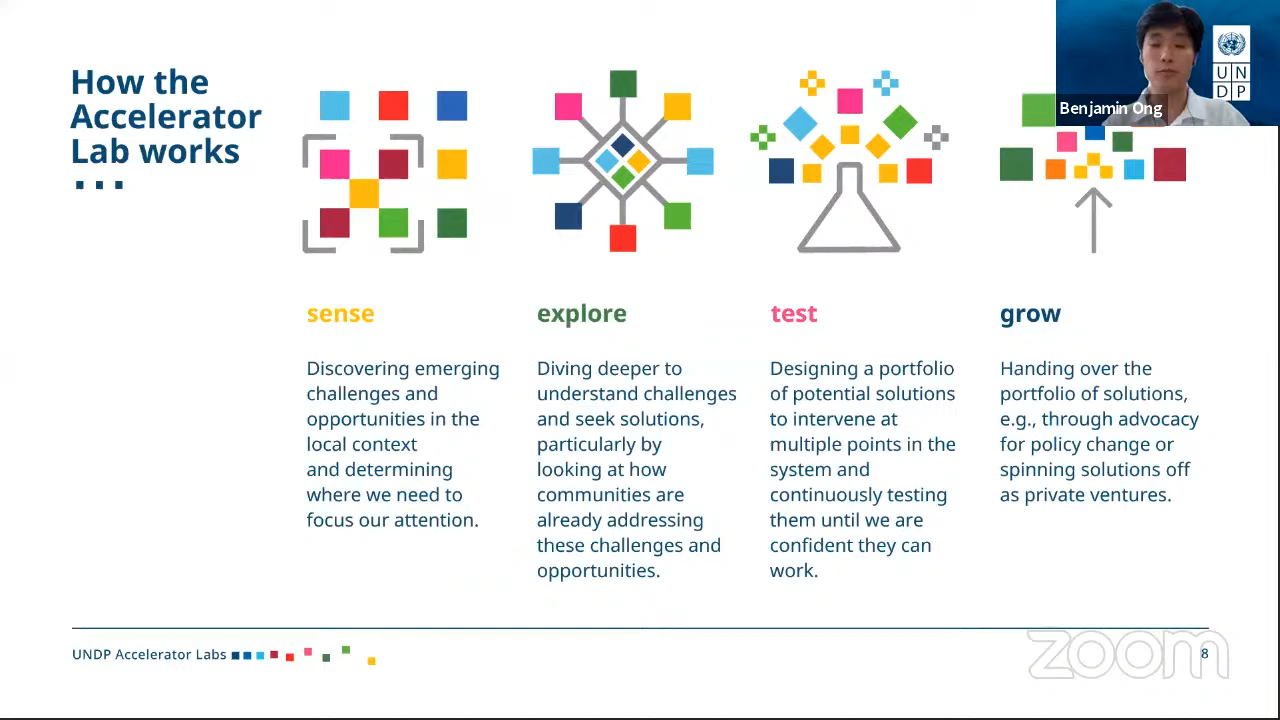 How the
Accelerator
Lab works
...
Benjamin Ong
U N
D P
sense
Discovering emerging
challenges and
opportunities in the
local context
and determining
where we need to
focus our attention.
explore
Diving deeper to
understand challenges
and seek solutions,
particularly by
looking at how
communities are
already addressing
these challenges and
opportunities.
test
Designing a portfolio
of potential solutions
to intervene at
multiple points in the
system and
continuously testing
them until we are
confident they can
work.
grow
Handing over the
portfolio of solutions,
e.g., through advocacy
for policy change or
spinning solutions off
as private ventures.
UNDP Accelerator Labs
zoom
8